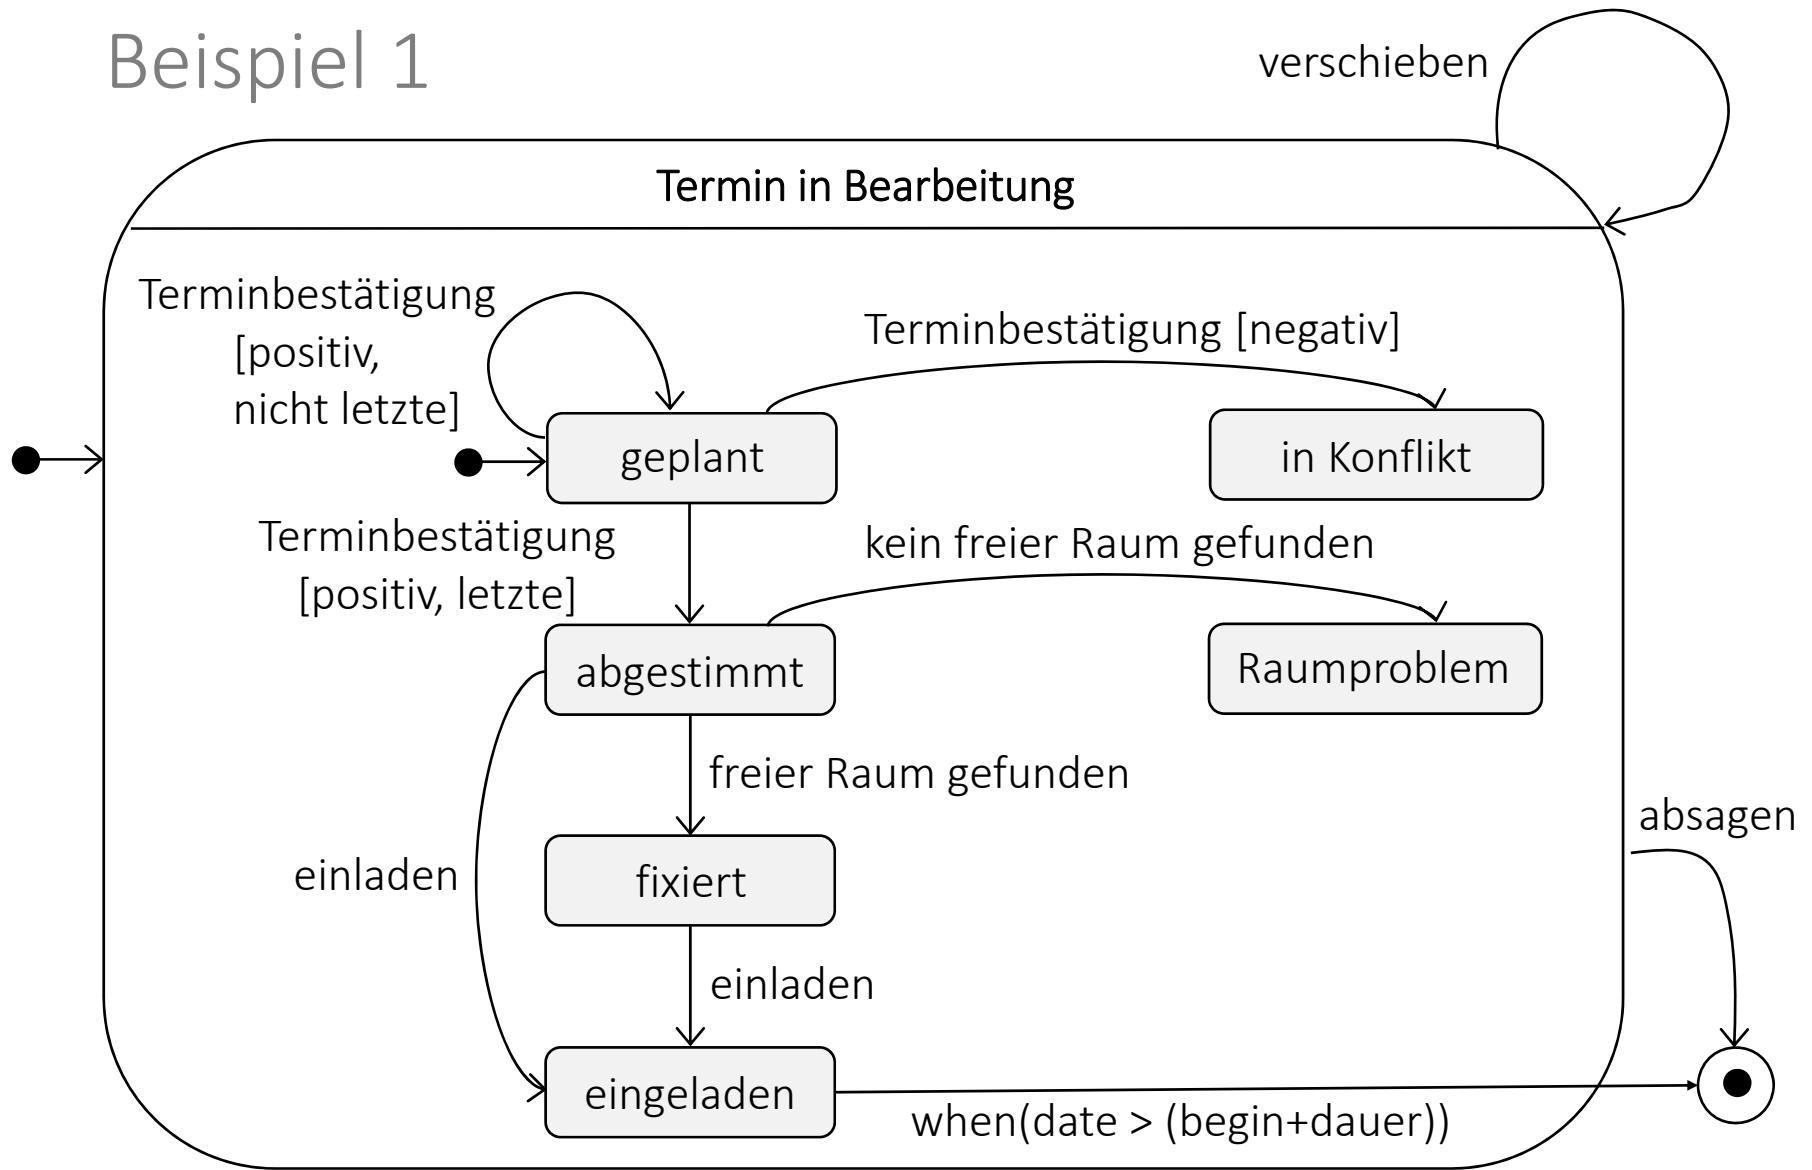 Beispiel 1
verschieben
Termin in Bearbeitung
Terminbestätigung
[positiv,
nicht letzte]
Terminbestätigung [negativ]
geplant
in Konflikt
Terminbestätigung
[positiv, letzte]
kein freier Raum gefunden
abgestimmt
Raumproblem
freier Raum gefunden
absagen
einladen
fixiert
einladen
eingeladen
when(date > (begin+dauer))